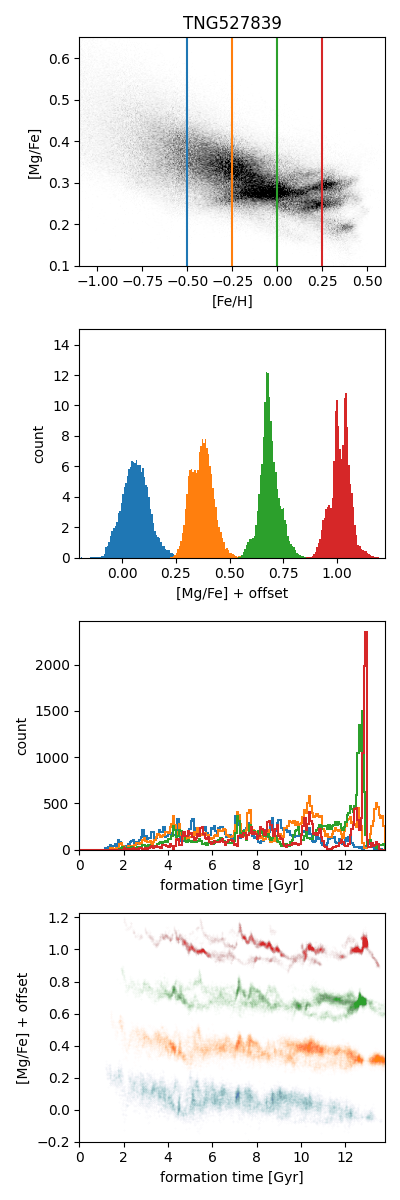 TNG527839
0.6
0.5
0.4
0.3
0.2
0.1
[Mg/Fe]
−1.00 −0.75 −0.50 −0.25 0.00 0.25 0.50
[Fe/H]
14
12
10
8
6
4
2
0
count
0.00 0.25 0.50 0.75 1.00
[Mg/Fe] + offset
2000
1500
1000
500
0
count
0 2 4 6 8 10 12
formation time [Gyr]
1.2
1.0
0.8
0.6
0.4
0.2
0.0
−0.2
[Mg/Fe] + offset
0 2 4 6 8 10 12
formation time [Gyr]